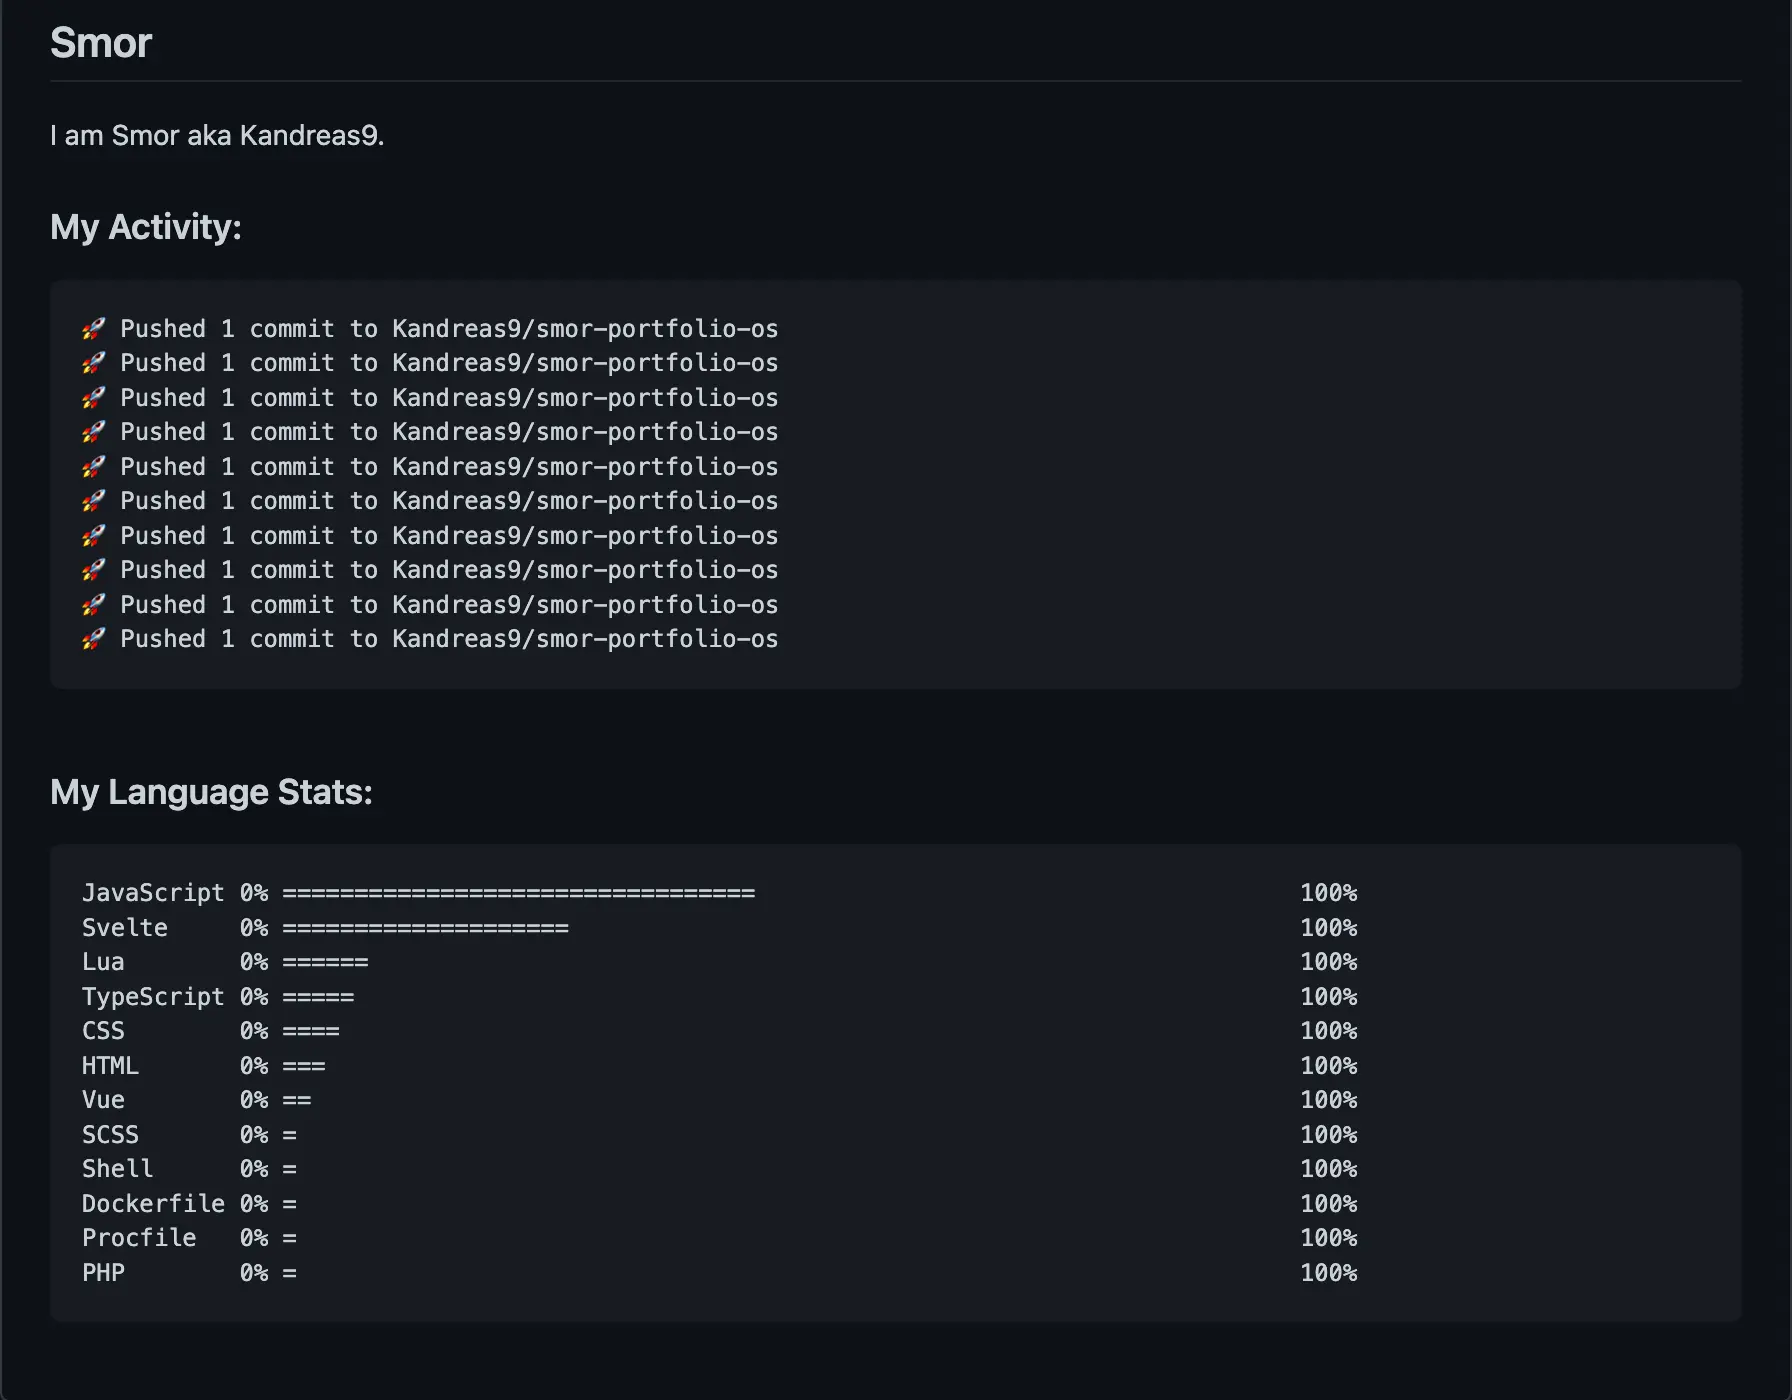 Smor
I am Smor aka Kandreas9.
My Activity:
🚀 Pushed 1 commit to Kandreas9/smor-portfolio-os
🚀 Pushed 1 commit to Kandreas9/smor-portfolio-os
🚀 Pushed 1 commit to Kandreas9/smor-portfolio-os
🚀 Pushed 1 commit to Kandreas9/smor-portfolio-os
🚀 Pushed 1 commit to Kandreas9/smor-portfolio-os
🚀 Pushed 1 commit to Kandreas9/smor-portfolio-os
🚀 Pushed 1 commit to Kandreas9/smor-portfolio-os
🚀 Pushed 1 commit to Kandreas9/smor-portfolio-os
🚀 Pushed 1 commit to Kandreas9/smor-portfolio-os
🚀 Pushed 1 commit to Kandreas9/smor-portfolio-os
My Language Stats:
JavaScript 0% ================================= 100%
Svelte 0% ==================== 100%
Lua 0% ====== 100%
TypeScript 0% ===== 100%
CSS 0% ==== 100%
HTML 0% === 100%
Vue 0% == 100%
SCSS 0% = 100%
Shell 0% = 100%
Dockerfile 0% = 100%
Procfile 0% = 100%
PHP 0% = 100%